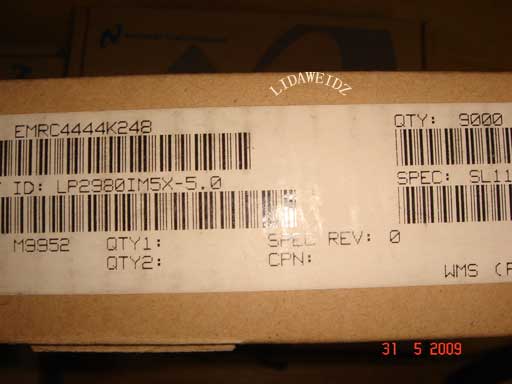 LIDAWEIDZ
EMRC4444K248 QTY: 9000
ID: LP2980IM5X-5.0 SPEC: SL11
M9952 QTY1: SPEC REV: 0
QTY2: CPN:
WMS (
31 5 2009